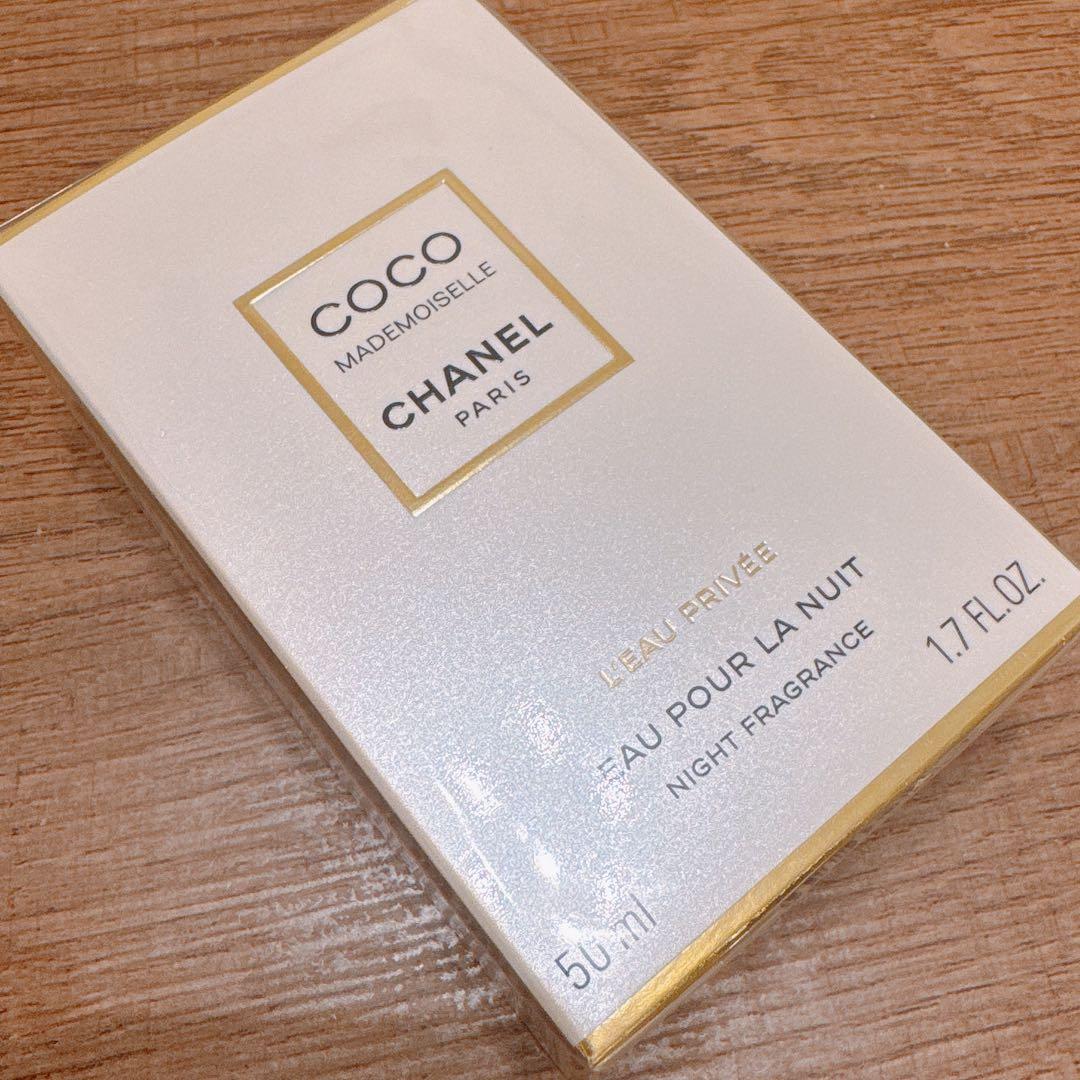 COCO
MADEMOISELLE
CHANEL
PARIS
L'EAU PRIVÉE
EAU POUR LA NUIT
NIGHT FRAGRANCE
50 ml
1.7 FL.OZ.